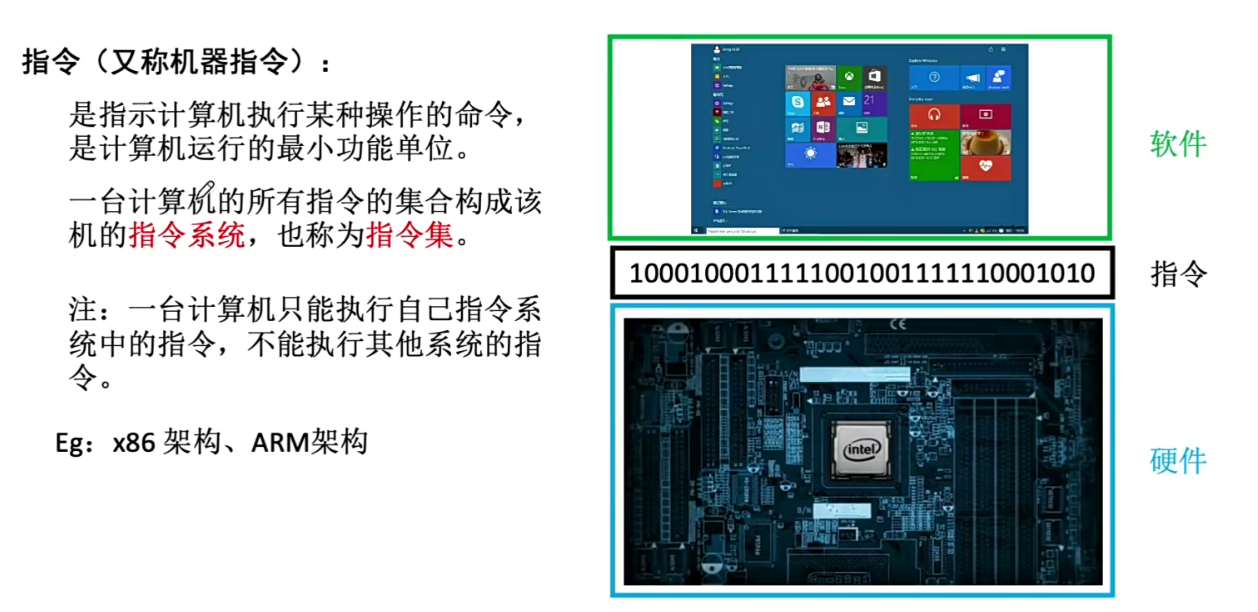 指令（又称机器指令）：
是指示计算机执行某种操作的命令，
是计算机运行的最小功能单位。
一台计算机的所有指令的集合构成该
机的指令系统，也称为指令集。
注：一台计算机只能执行自己指令系
统中的指令，不能执行其他系统的指
令。
Eg：x86 架构、ARM架构
21
软件
1000100011111001001111110001010
指令
CE
intel
硬件